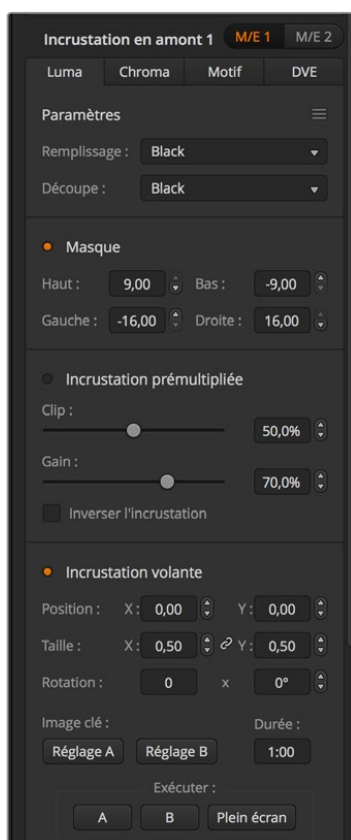 Incrustation en amont 1 M/E 1 M/E 2
Luma Chroma Motif DVE
Paramètres
Remplissage : Black
Découpe : Black
Masque
Haut : 9,00 Bas : -9,00
Gauche : -16,00 Droite : 16,00
Incrustation prémultipliée
Clip :
50,0%
Gain :
70,0%
Inverser l'incrustation
Incrustation volante
Position : X : 0,00 Y : 0,00
Taille : X : 0,50 Y : 0,50
Rotation : 0 x 0°
Image clé : Durée :
Réglage A Réglage B 1:00
Exécuter :
A B Plein écran